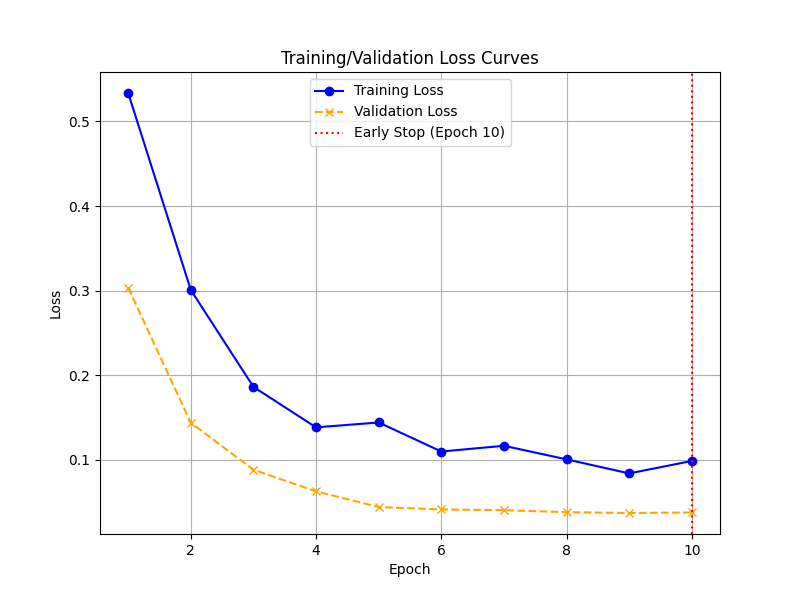 Training/Validation Loss Curves
Training Loss
Validation Loss
Early Stop (Epoch 10)
0.5
0.4
0.3
0.2
0.1
Loss
2 4 6 8 10
Epoch